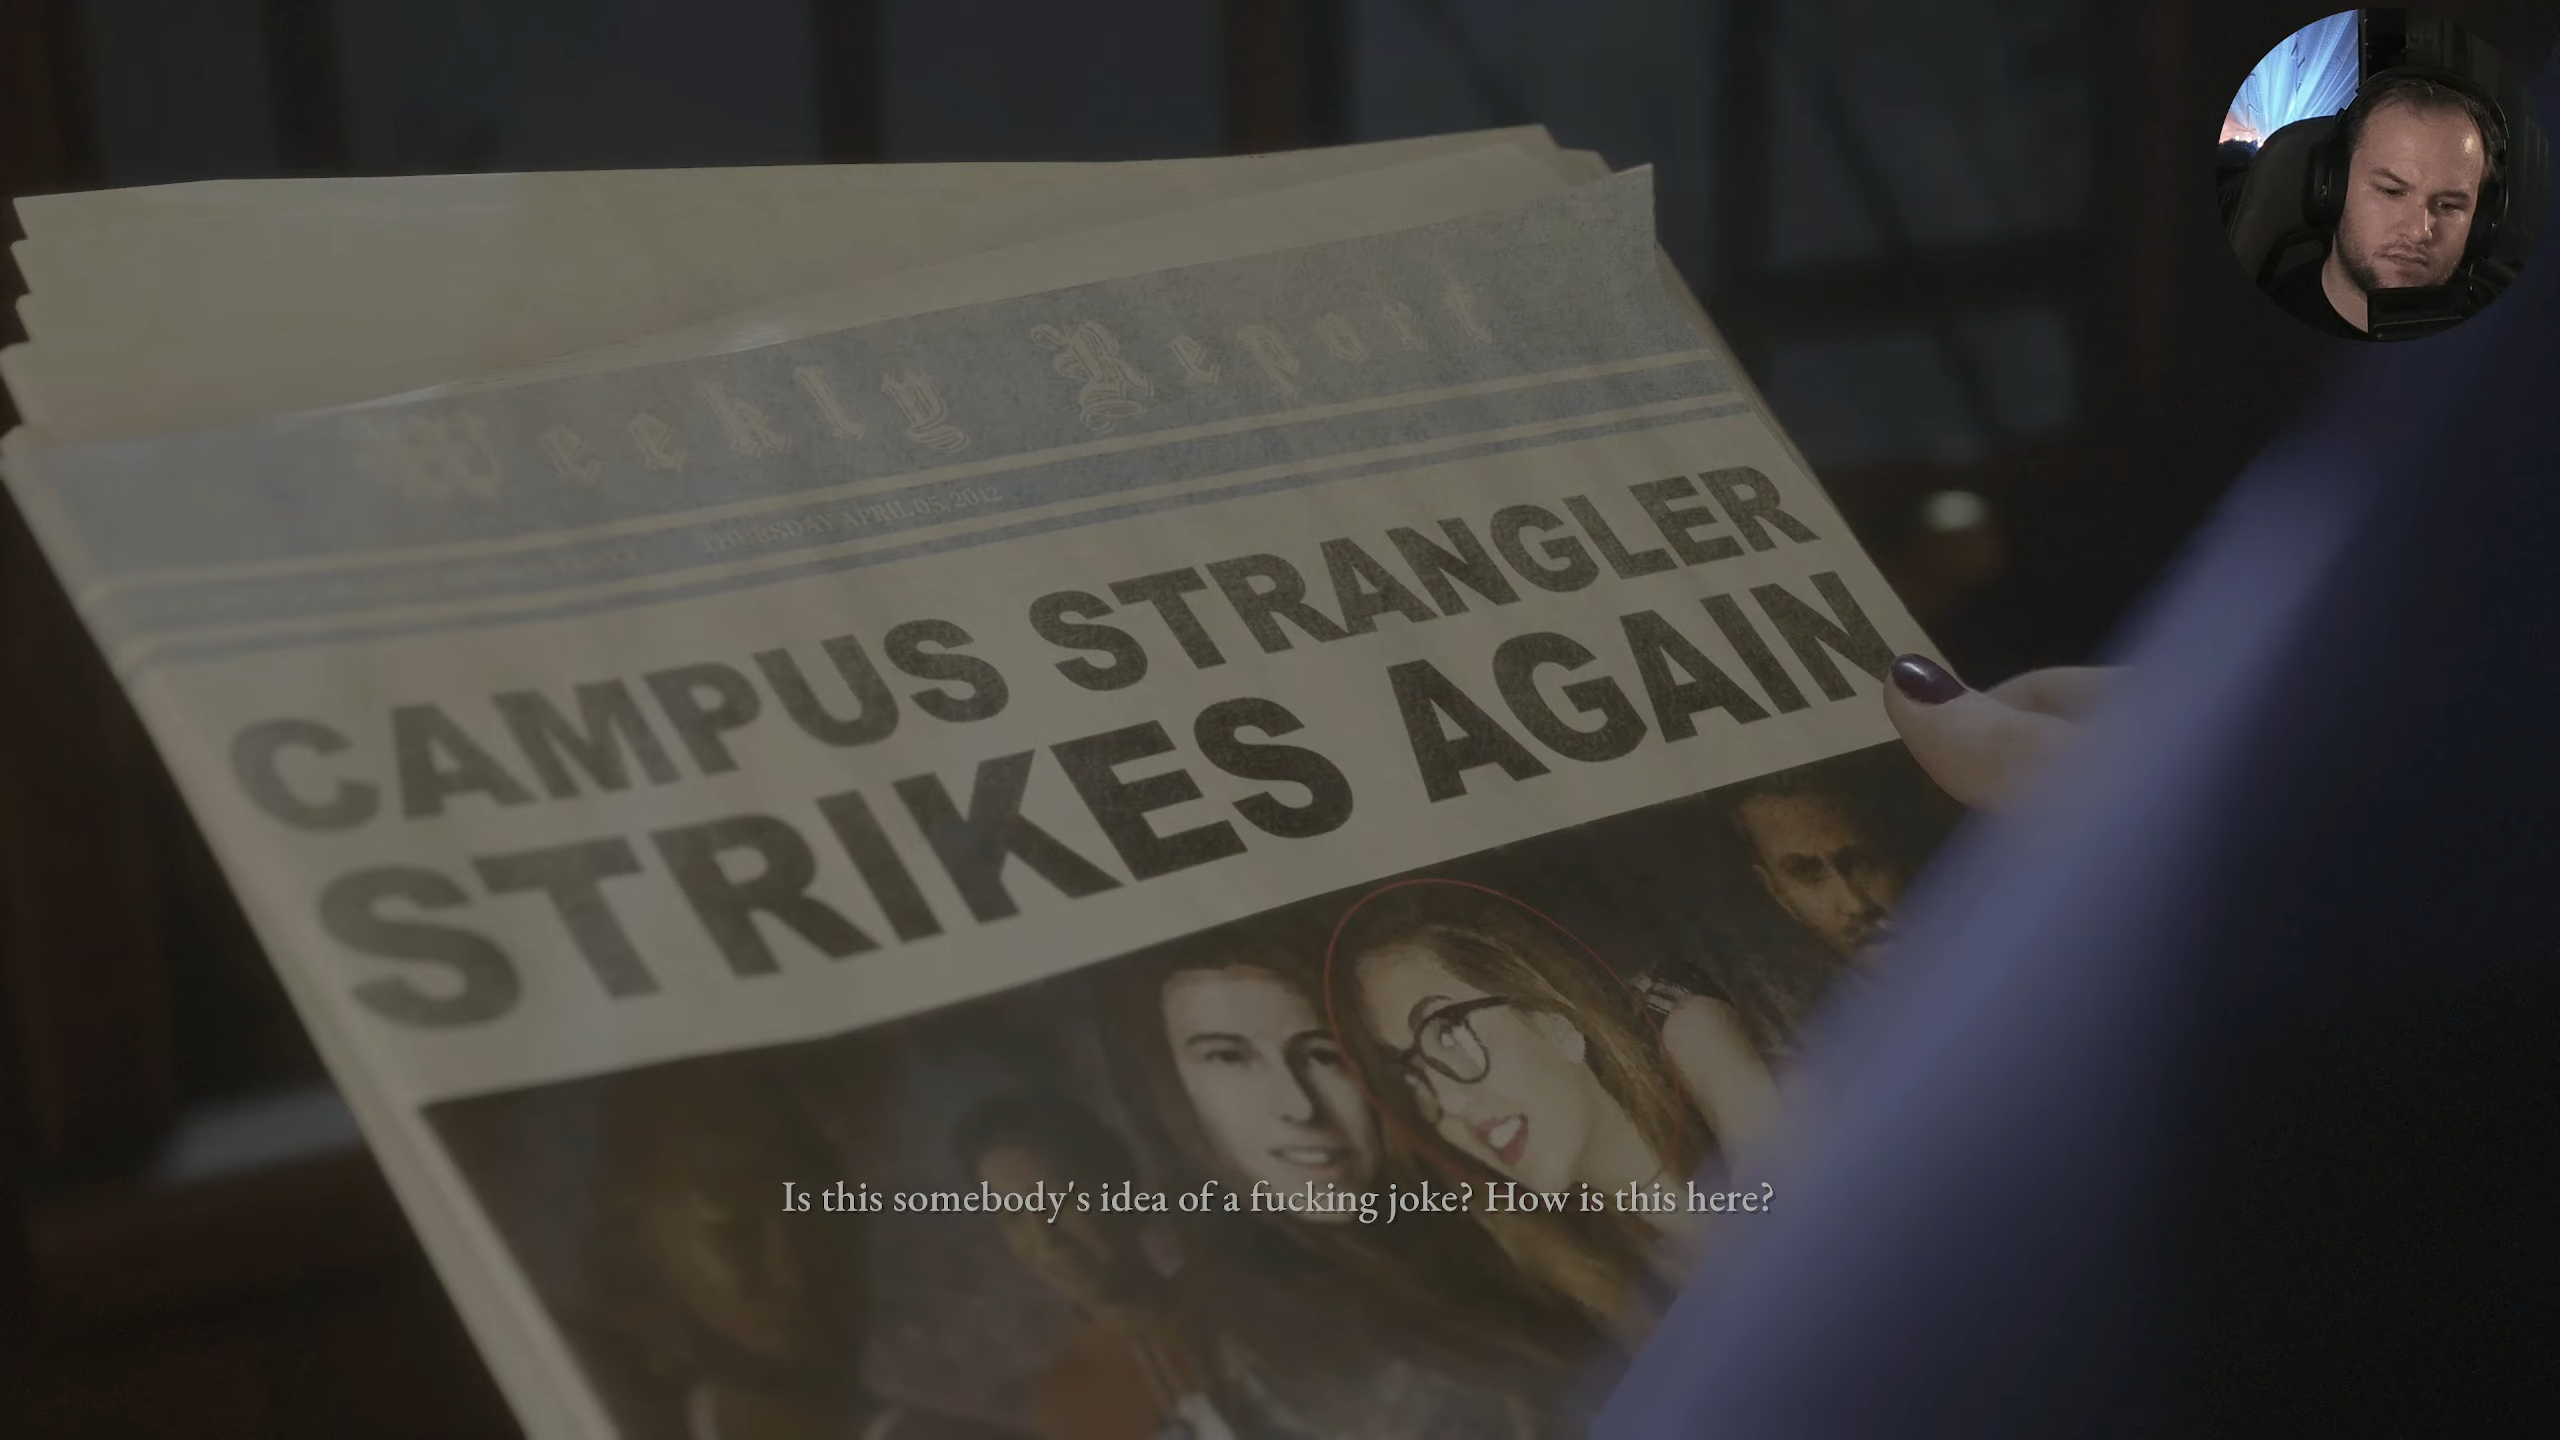 Weekly Report
THURSDAY APRIL 05, 2012
CAMPUS STRANGLER
STRIKES AGAIN
Is this somebody's idea of a fucking joke? How is this here?